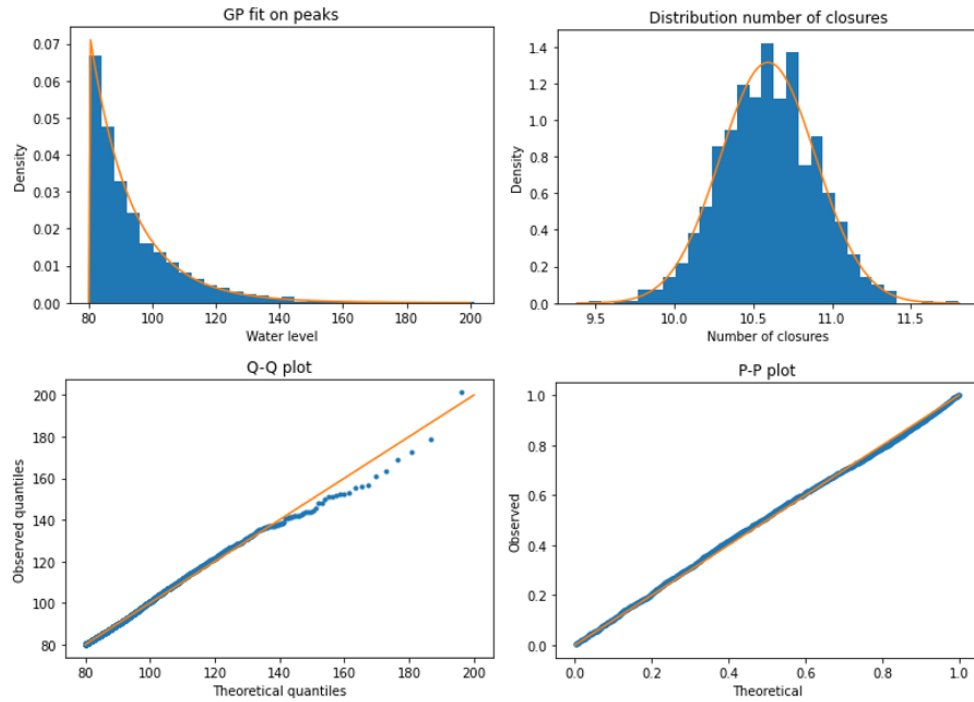 GP fit on peaks
0.07
0.06
0.05
0.04
0.03
0.02
0.01
0.00
Density
80 100 120 140 160 180 200
Water level
Distribution number of closures
1.4
1.2
1.0
0.8
0.6
0.4
0.2
0.0
Density
9.5 10.0 10.5 11.0 11.5
Number of closures
Q-Q plot
200
180
160
140
120
100
80
Observed quantiles
80 100 120 140 160 180 200
Theoretical quantiles
P-P plot
1.0
0.8
0.6
0.4
0.2
0.0
Observed
0.0 0.2 0.4 0.6 0.8 1.0
Theoretical